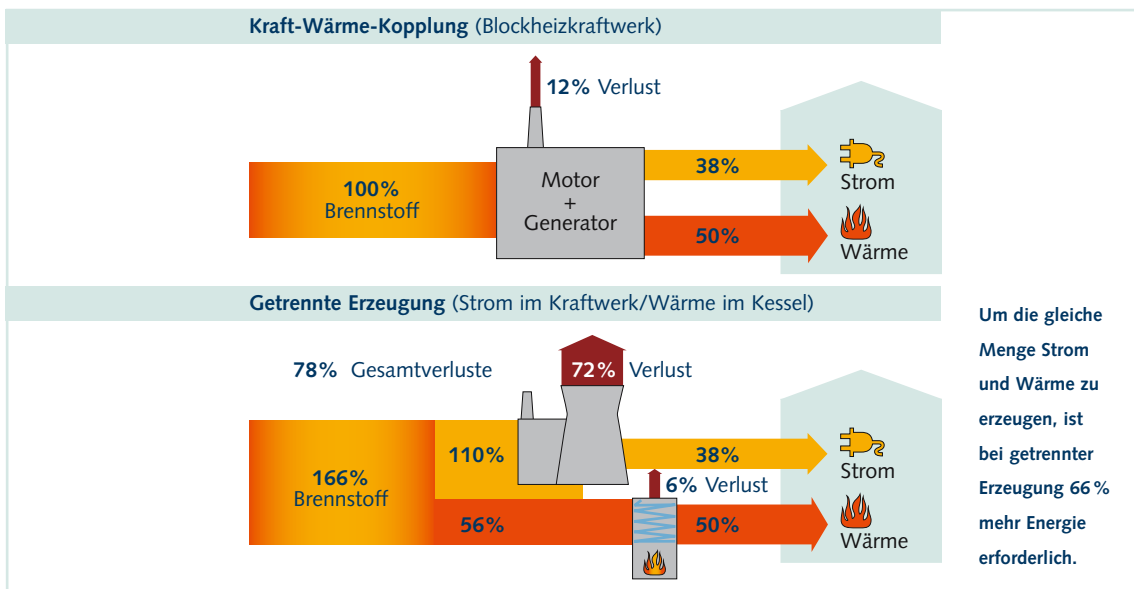 Kraft-Wärme-Kopplung (Blockheizkraftwerk)
12% Verlust
100%
Brennstoff
Motor
+
Generator
38%
Strom
50%
Wärme
Getrennte Erzeugung (Strom im Kraftwerk/Wärme im Kessel)
78% Gesamtverluste
72% Verlust
166%
Brennstoff
110%
38%
Strom
6% Verlust
56%
50%
Wärme
Um die gleiche
Menge Strom
und Wärme zu
erzeugen, ist
bei getrennter
Erzeugung 66%
mehr Energie
erforderlich.